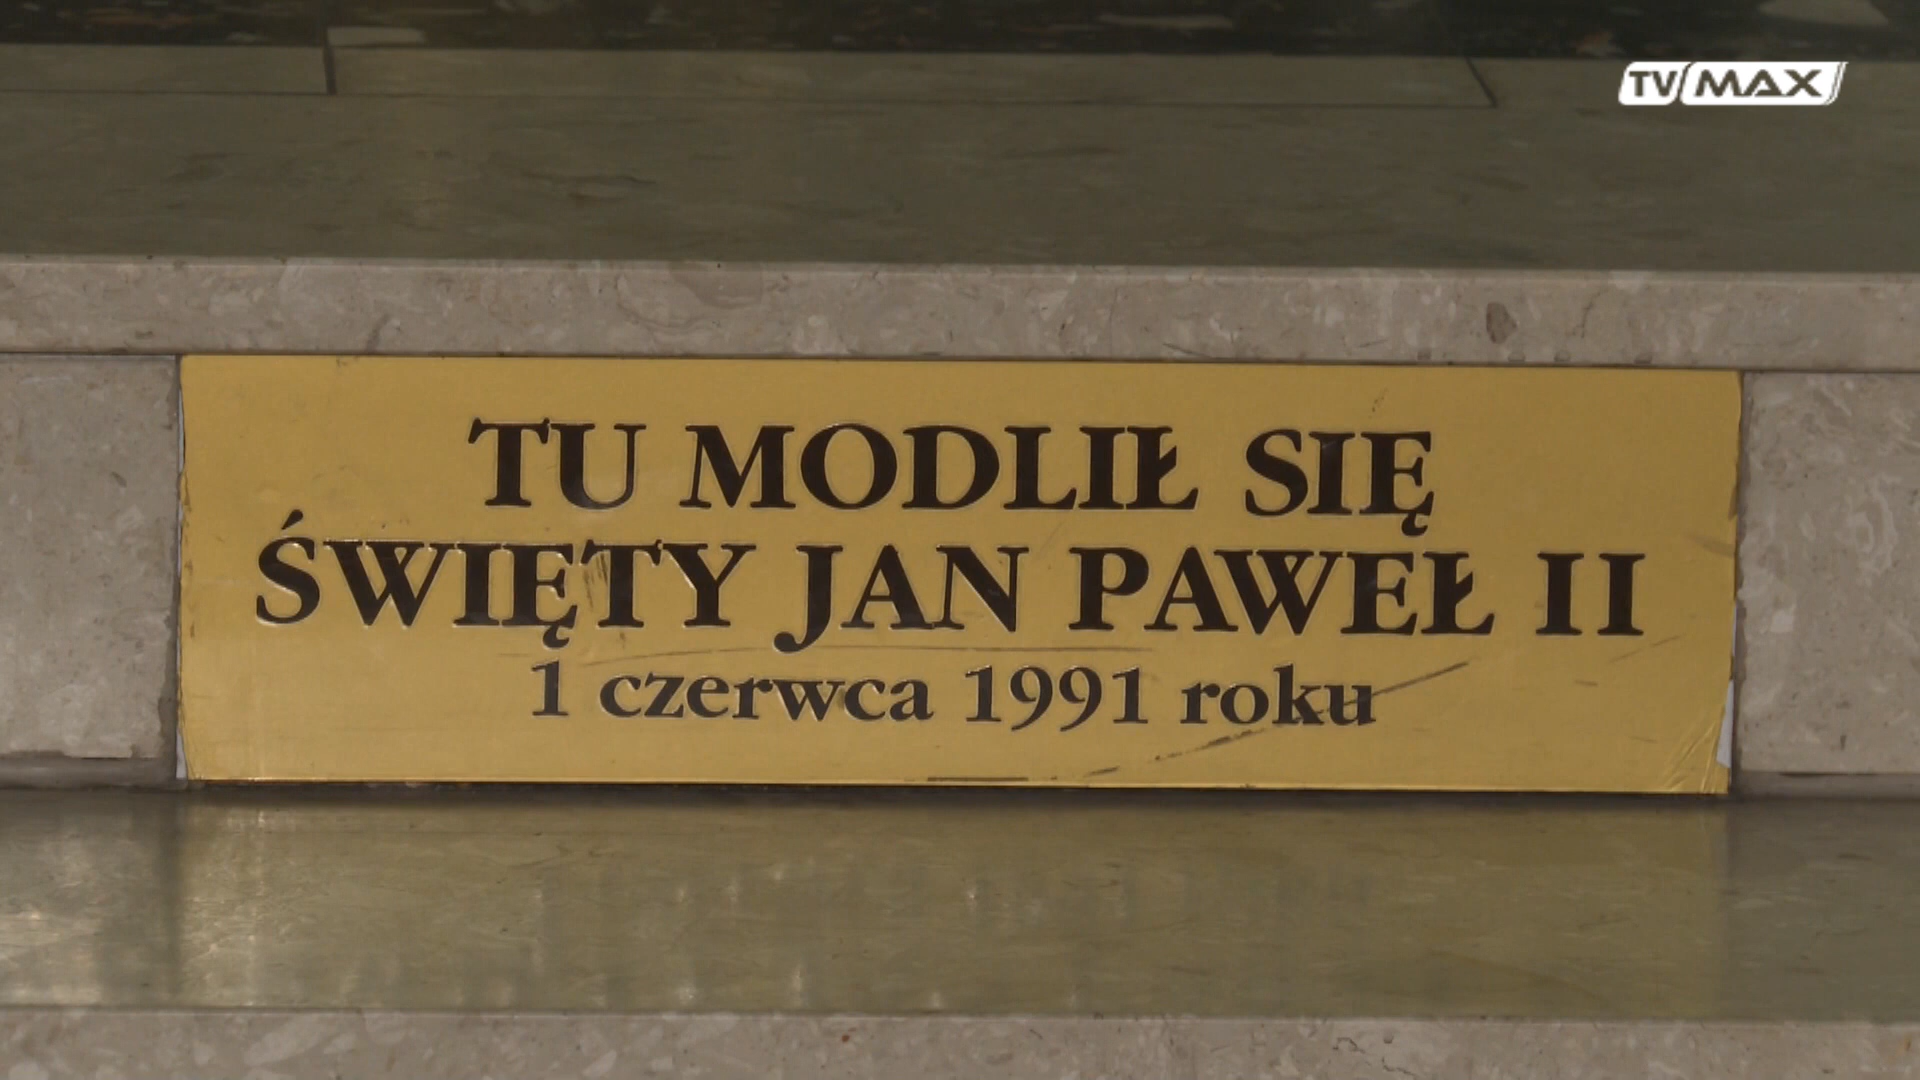 TV MAX
TU MODLIŁ SIĘ
ŚWIĘTY JAN PAWEŁ II
1 czerwca 1991 roku